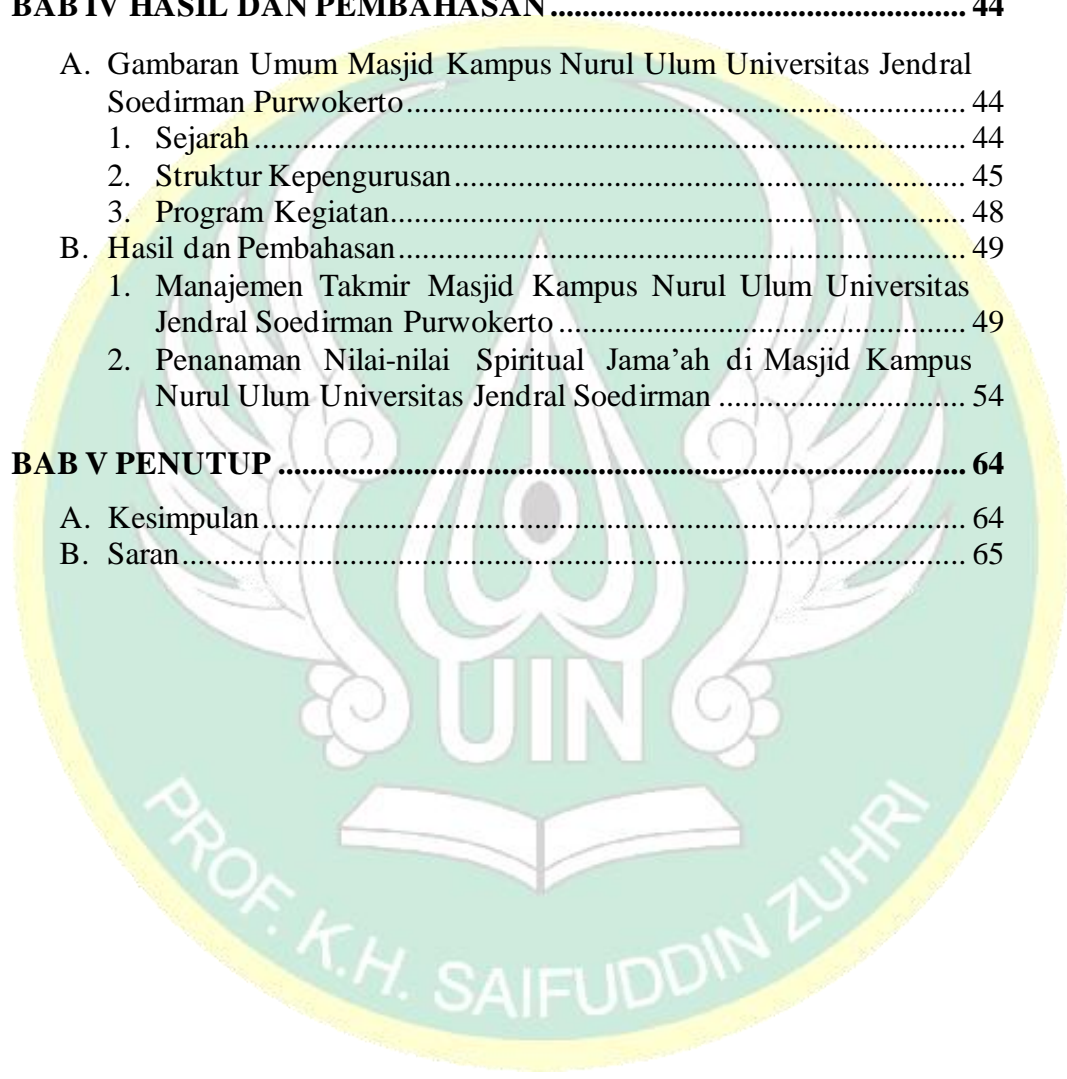 BAB IV HASIL DAN PEMBAHASAN.......................................................... 44
A. Gambaran Umum Masjid Kampus Nurul Ulum Universitas Jendral
Soedirman Purwokerto.............................................................................. 44
1. Sejarah.................................................................................................. 44
2. Struktur Kepengurusan........................................................................ 45
3. Program Kegiatan................................................................................. 48
B. Hasil dan Pembahasan............................................................................... 49
1. Manajemen Takmir Masjid Kampus Nurul Ulum Universitas
Jendral Soedirman Purwokerto.......................................................... 49
2. Penanaman Nilai-nilai Spiritual Jama’ah di Masjid Kampus
Nurul Ulum Universitas Jendral Soedirman ............................ 54
BAB V PENUTUP................................................................................................ 64
A. Kesimpulan................................................................................................. 64
B. Saran............................................................................................................ 65
UIN
PROF. K.H. SAIFUDDIN ZUHRI